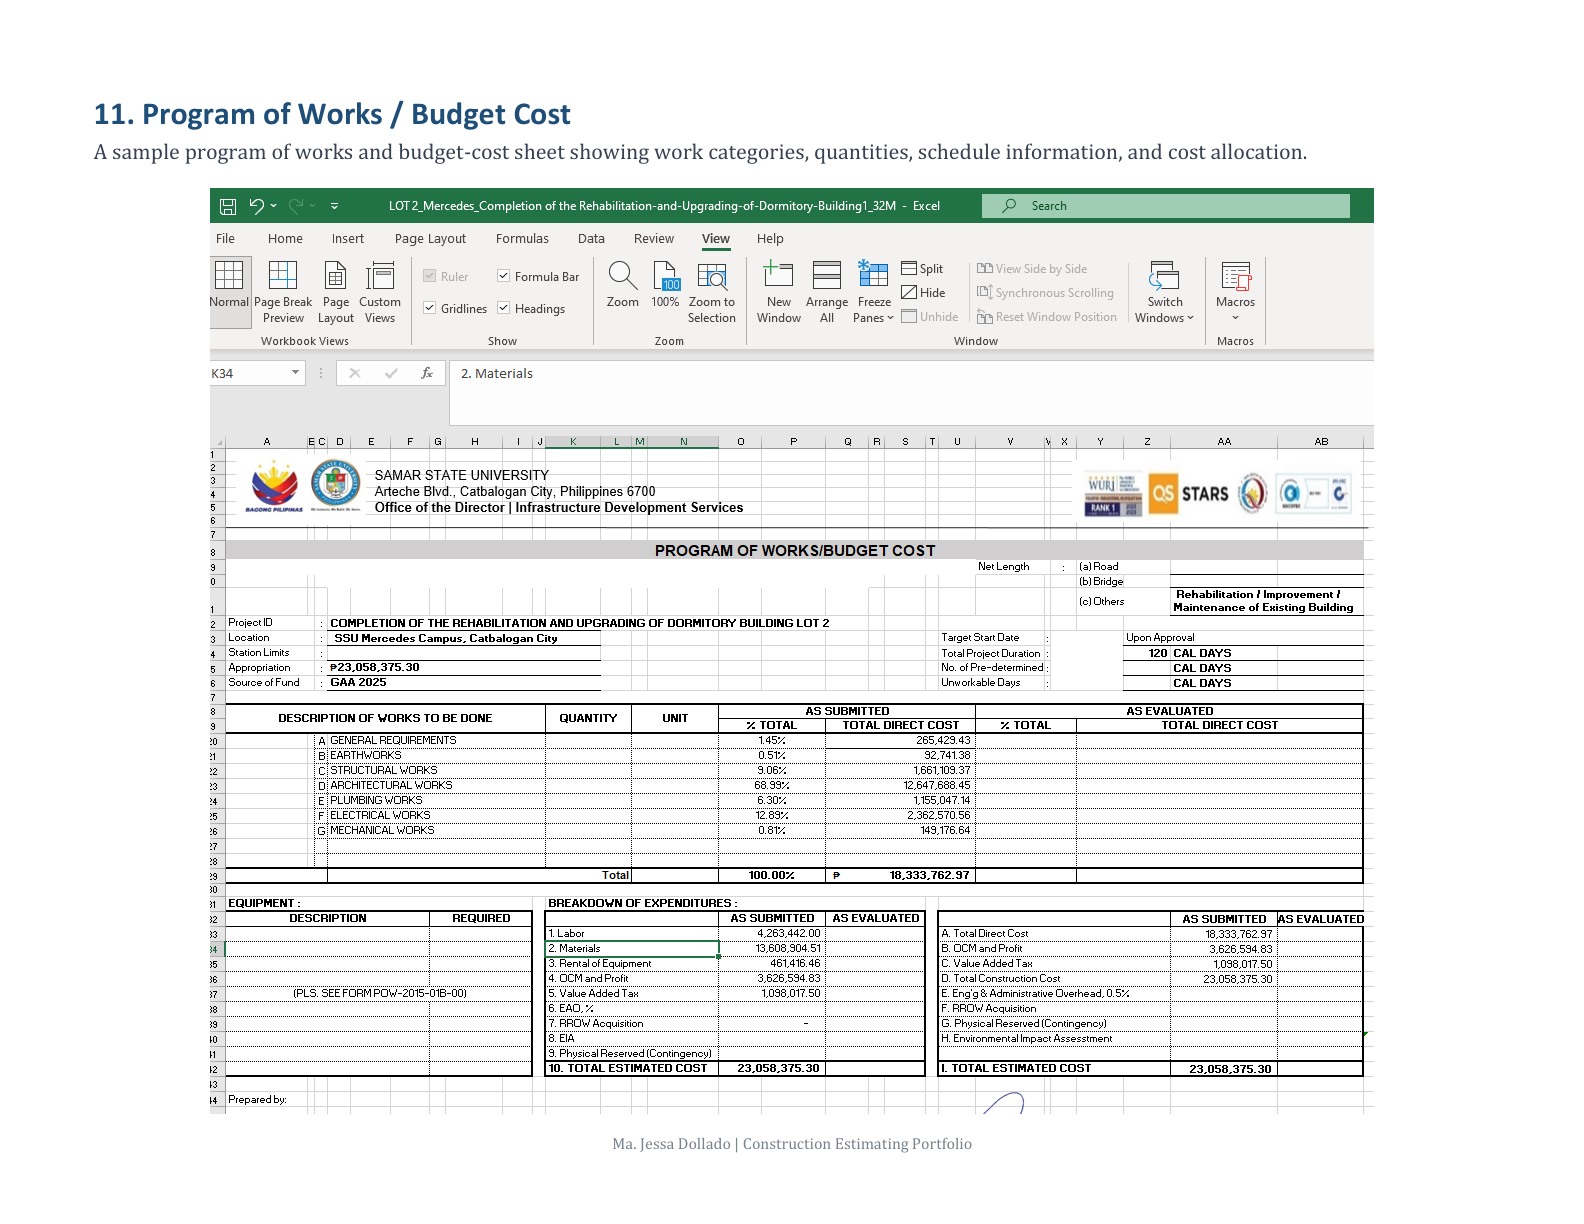 11. Program of Works / Budget Cost
A sample program of works and budget-cost sheet showing work categories, quantities, schedule information, and cost allocation.
LOT 2_Mercedes_Completion of the Rehabilitation-and-Upgrading-of-Dormitory-Building1_32M - Excel
Search
File Home Insert Page Layout Formulas Data Review View Help
Normal Page Break Preview Page Layout Custom Views
Workbook Views
Ruler Formula Bar
Gridlines Headings
Show
Zoom 100% Zoom to Selection
Zoom
New Window Arrange All Freeze Panes
Split
Hide
Unhide
View Side by Side
Synchronous Scrolling
Reset Window Position
Window
Switch Windows
Macros
Macros
K34 fx 2. Materials
A E C D E F G H I J K L M N O P Q R S T U V X Y Z AA AB
SAMAR STATE UNIVERSITY
Arteche Blvd., Catbalogan City, Philippines 6700
Office of the Director | Infrastructure Development Services
BAGONG PILIPINAS
WURJ
RANK 1
QS STARS
PROGRAM OF WORKS/BUDGET COST
Net Length : (a) Road
(b) Bridge
(c) Others Rehabilitation / Improvement / Maintenance of Existing Building
Project ID : COMPLETION OF THE REHABILITATION AND UPGRADING OF DORMITORY BUILDING LOT 2
Location : SSU Mercedes Campus, Catbalogan City Target Start Date : Upon Approval
Station Limits : Total Project Duration : 120 CAL DAYS
Appropriation : ₱23,058,375.30 No. of Pre-determined : CAL DAYS
Source of Fund : GAA 2025 Unworkable Days : CAL DAYS
DESCRIPTION OF WORKS TO BE DONE QUANTITY UNIT AS SUBMITTED AS EVALUATED
% TOTAL TOTAL DIRECT COST % TOTAL TOTAL DIRECT COST
A GENERAL REQUIREMENTS 1.45% 265,429.43
B EARTHWORKS 0.51% 92,741.38
C STRUCTURAL WORKS 9.06% 1,661,109.37
D ARCHITECTURAL WORKS 68.99% 12,647,688.45
E PLUMBING WORKS 6.30% 1,155,047.14
F ELECTRICAL WORKS 12.89% 2,362,570.56
G MECHANICAL WORKS 0.81% 149,176.64
Total 100.00% ₱ 18,333,762.97
EQUIPMENT :
DESCRIPTION REQUIRED
(PLS. SEE FORM POW-2015-01B-00)
BREAKDOWN OF EXPENDITURES :
AS SUBMITTED AS EVALUATED
1. Labor 4,263,442.00
2. Materials 13,608,904.51
3. Rental of Equipment 461,416.46
4. OCM and Profit 3,626,594.83
5. Value Added Tax 1,098,017.50
6. EAO, %
7. RROW Acquisition -
8. EIA
9. Physical Reserved (Contingency)
10. TOTAL ESTIMATED COST 23,058,375.30
AS SUBMITTED AS EVALUATED
A. Total Direct Cost 18,333,762.97
B. OCM and Profit 3,626,594.83
C. Value Added Tax 1,098,017.50
D. Total Construction Cost 23,058,375.30
E. Eng'g & Administrative Overhead, 0.5%
F. RROW Acquisition
G. Physical Reserved (Contingency)
H. Environmental Impact Assesstment
I. TOTAL ESTIMATED COST 23,058,375.30
Prepared by:
Ma. Jessa Dollado | Construction Estimating Portfolio